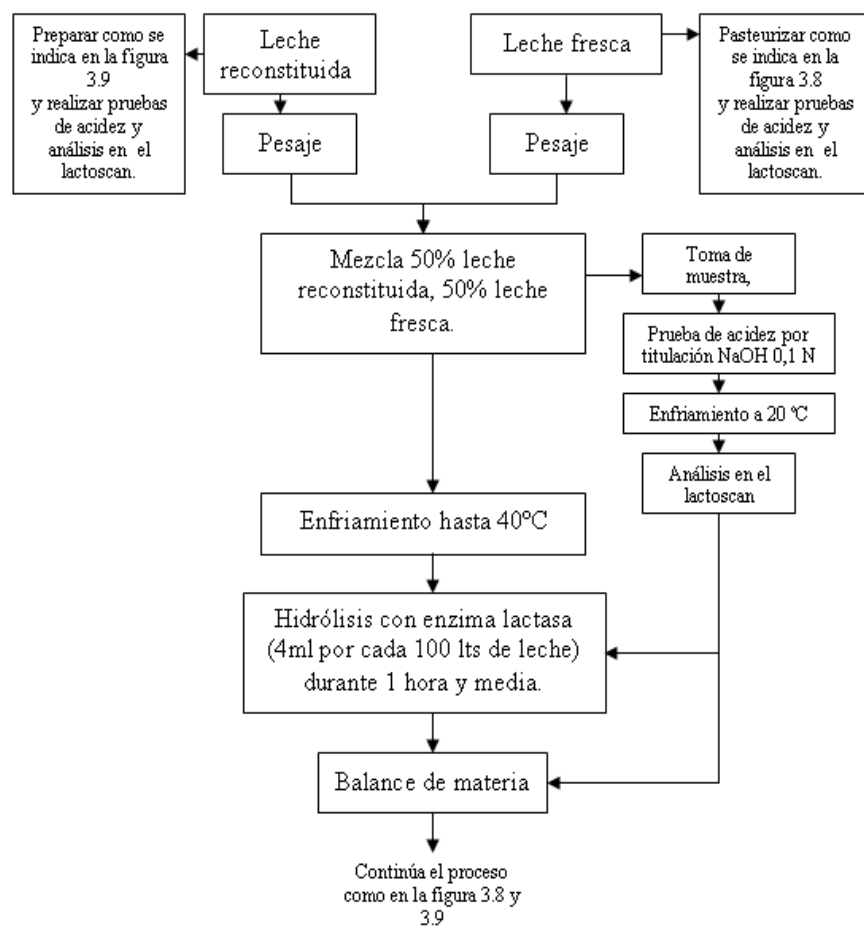 Preparar como se
indica en la figura
3.9
y realizar pruebas
de acidez y
análisis en el
lactoscan.
Leche
reconstituida
Leche fresca
Pasteurizar como
se indica en la
figura 3.8
y realizar pruebas
de acidez y
análisis en el
lactoscan.
Pesaje
Pesaje
Mezcla 50% leche
reconstituida, 50% leche
fresca.
Toma de
muestra,
Prueba de acidez por
titulación NaOH 0,1 N
Enfriamiento a 20 ºC
Análisis en el
lactoscan
Enfriamiento hasta 40ºC
Hidrólisis con enzima lactasa
(4ml por cada 100 lts de leche)
durante 1 hora y media.
Balance de materia
Continúa el proceso
como en la figura 3.8 y
3.9